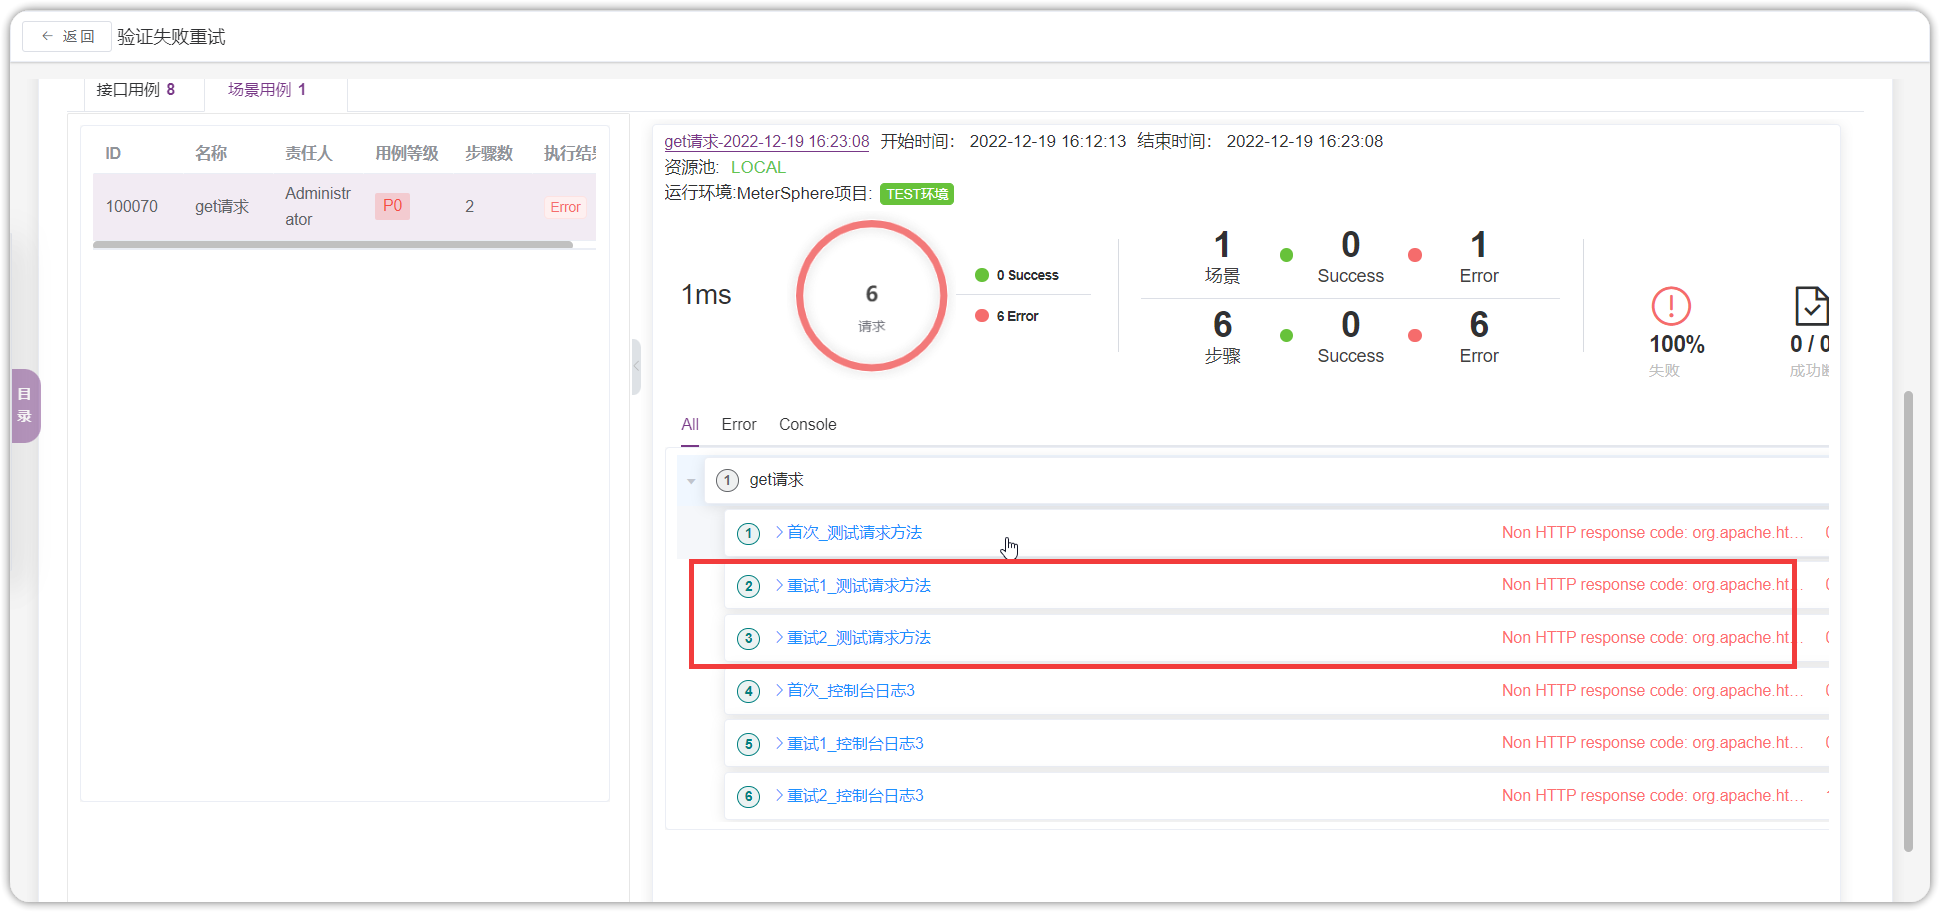 ← 返 回 验证失败重试
接口用例 8 场景用例 1
ID 名称 责任人 用例等级 步骤数 执行结果
100070 get请求 Administrator P0 2 Error
目录
get请求-2022-12-19 16:23:08 开始时间： 2022-12-19 16:12:13 结束时间： 2022-12-19 16:23:08
资源池: LOCAL
运行环境:MeterSphere项目: TEST环境
1ms
6
请求
0 Success
6 Error
1 0 1
场景 Success Error
6 0 6
步骤 Success Error
100%
失败
0 / 0
成功
All Error Console
1 get请求
1 首次_测试请求方法 Non HTTP response code: org.apache.ht...
2 重试1_测试请求方法 Non HTTP response code: org.apache.ht...
3 重试2_测试请求方法 Non HTTP response code: org.apache.ht...
4 首次_控制台日志3 Non HTTP response code: org.apache.ht...
5 重试1_控制台日志3 Non HTTP response code: org.apache.ht...
6 重试2_控制台日志3 Non HTTP response code: org.apache.ht...